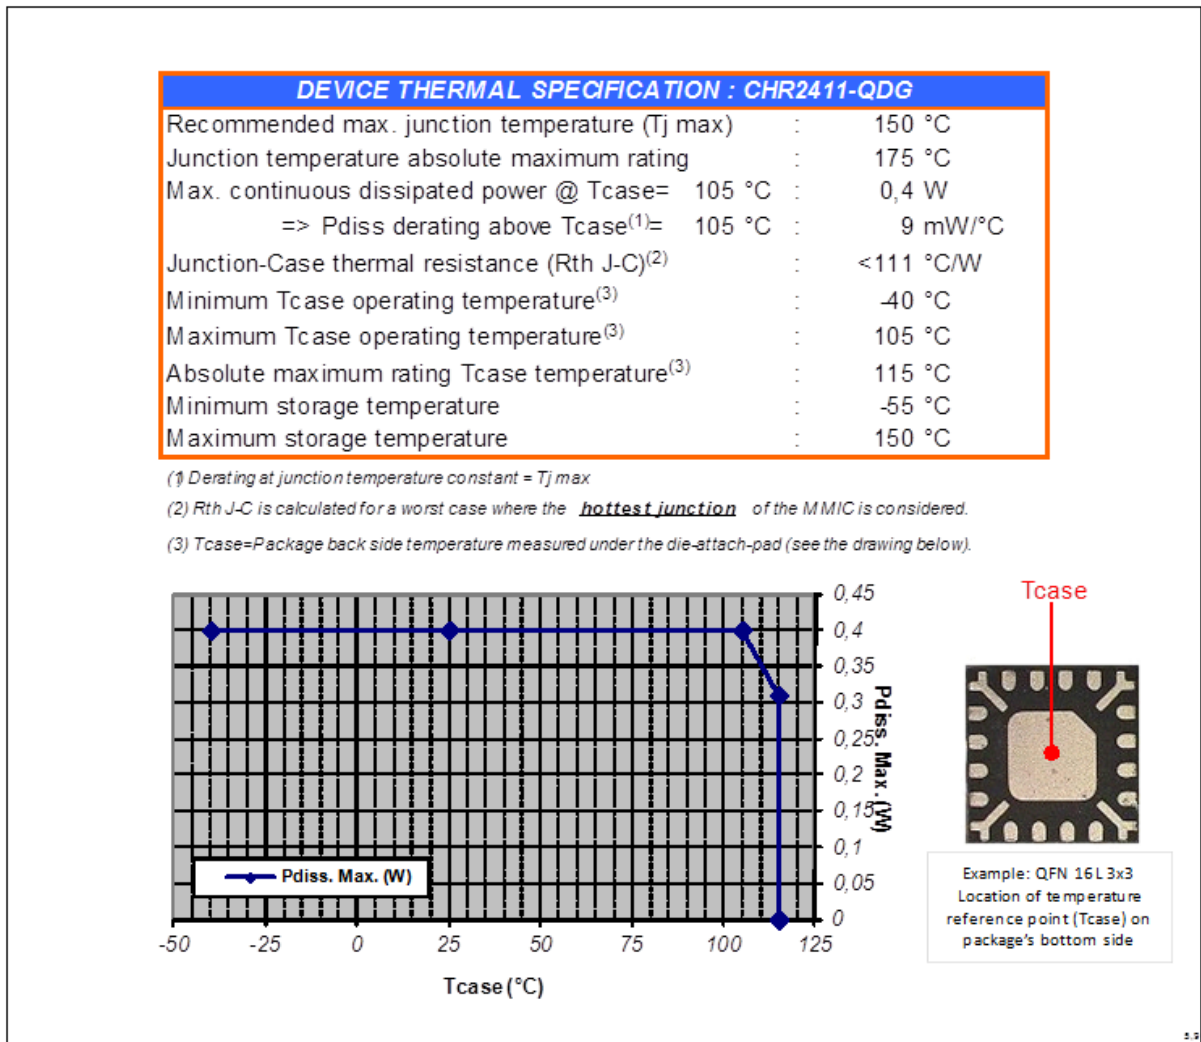 DEVICE THERMAL SPECIFICATION : CHR2411-QDG
Recommended max. junction temperature (Tj max) : 150 °C
Junction temperature absolute maximum rating : 175 °C
Max. continuous dissipated power @ Tcase= 105 °C : 0,4 W
=> Pdiss derating above Tcase(1)= 105 °C : 9 mW/°C
Junction-Case thermal resistance (Rth J-C)(2) : <111 °C/W
Minimum Tcase operating temperature(3) : -40 °C
Maximum Tcase operating temperature(3) : 105 °C
Absolute maximum rating Tcase temperature(3) : 115 °C
Minimum storage temperature : -55 °C
Maximum storage temperature : 150 °C
(1) Derating at junction temperature constant = Tj max
(2) Rth J-C is calculated for a worst case where the hottest junction of the MMIC is considered.
(3) Tcase=Package back side temperature measured under the die-attach-pad (see the drawing below).
0,45
0,4
0,35
0,3
0,25
0,2
0,15
0,1
0,05
0
Pdiss. Max. (W)
Pdiss. Max. (W)
-50 -25 0 25 50 75 100 125
Tcase (°C)
Tcase
Example: QFN 16L 3x3
Location of temperature
reference point (Tcase) on
package's bottom side